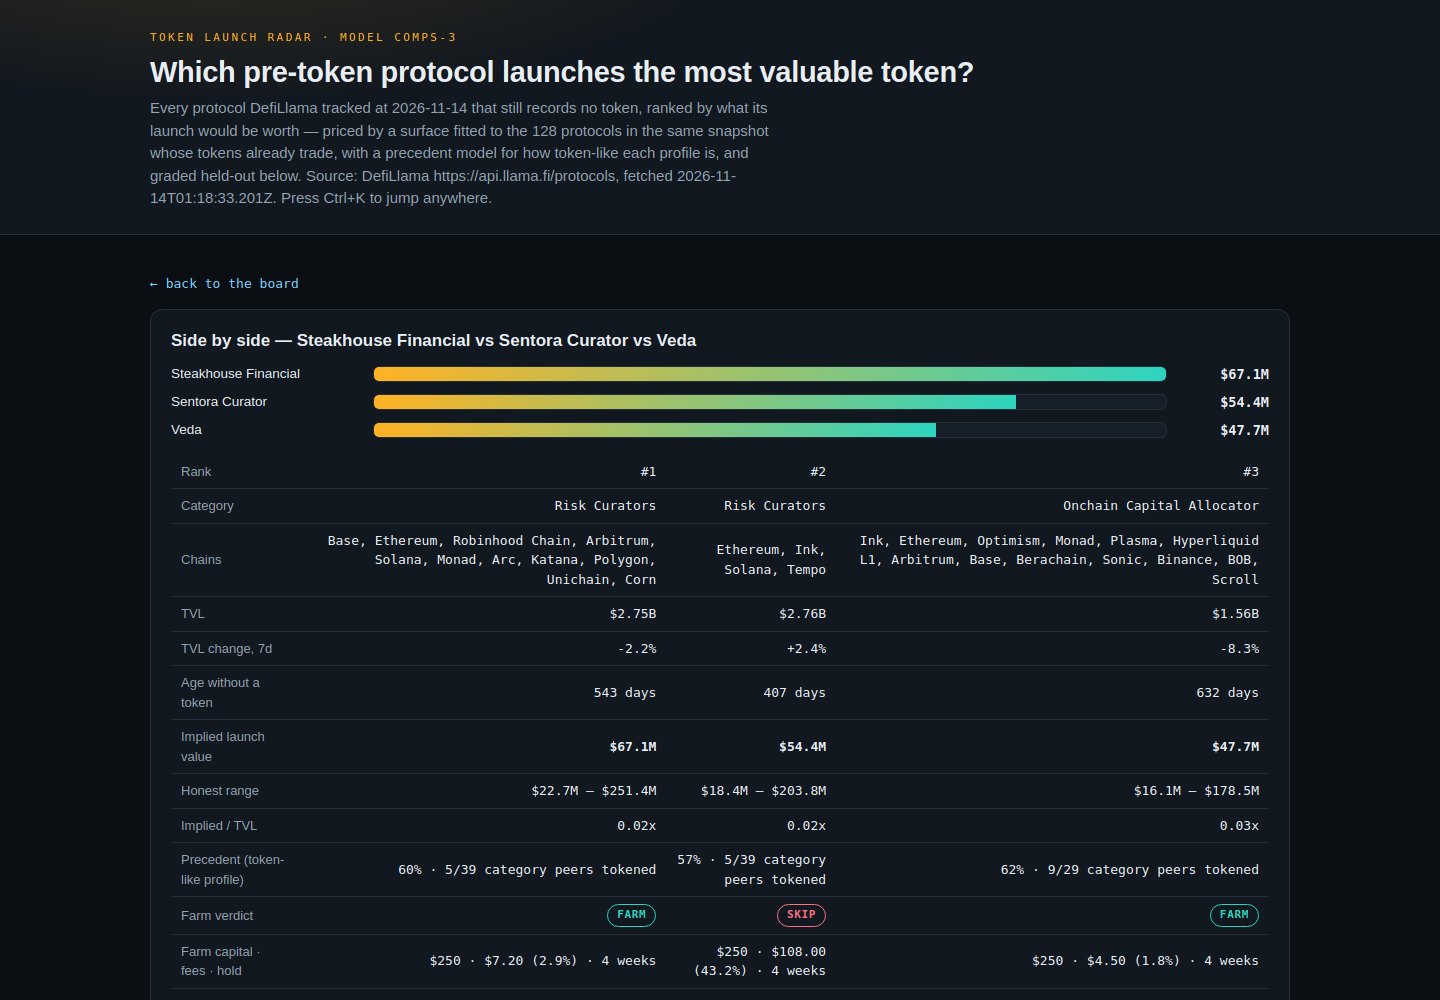 TOKEN LAUNCH RADAR · MODEL COMPS-3
Which pre-token protocol launches the most valuable token?
Every protocol DefiLlama tracked at 2026-11-14 that still records no token, ranked by what its
launch would be worth — priced by a surface fitted to the 128 protocols in the same snapshot
whose tokens already trade, with a precedent model for how token-like each profile is, and
graded held-out below. Source: DefiLlama https://api.llama.fi/protocols, fetched 2026-11-
14T01:18:33.201Z. Press Ctrl+K to jump anywhere.
← back to the board
Side by side — Steakhouse Financial vs Sentora Curator vs Veda
Steakhouse Financial $67.1M
Sentora Curator $54.4M
Veda $47.7M
Rank #1 #2 #3
Category Risk Curators Risk Curators Onchain Capital Allocator
Chains
Base, Ethereum, Robinhood Chain, Arbitrum,
Solana, Monad, Arc, Katana, Polygon,
Unichain, Corn
Ethereum, Ink,
Solana, Tempo
Ink, Ethereum, Optimism, Monad, Plasma, Hyperliquid
L1, Arbitrum, Base, Berachain, Sonic, Binance, BOB,
Scroll
TVL $2.75B $2.76B $1.56B
TVL change, 7d -2.2% +2.4% -8.3%
Age without a
token
543 days 407 days 632 days
Implied launch
value
$67.1M $54.4M $47.7M
Honest range $22.7M – $251.4M $18.4M – $203.8M $16.1M – $178.5M
Implied / TVL 0.02x 0.02x 0.03x
Precedent (token-
like profile)
60% · 5/39 category peers tokened
57% · 5/39 category
peers tokened
62% · 9/29 category peers tokened
Farm verdict FARM SKIP FARM
Farm capital ·
fees · hold
$250 · $7.20 (2.9%) · 4 weeks
$250 · $108.00
(43.2%) · 4 weeks
$250 · $4.50 (1.8%) · 4 weeks